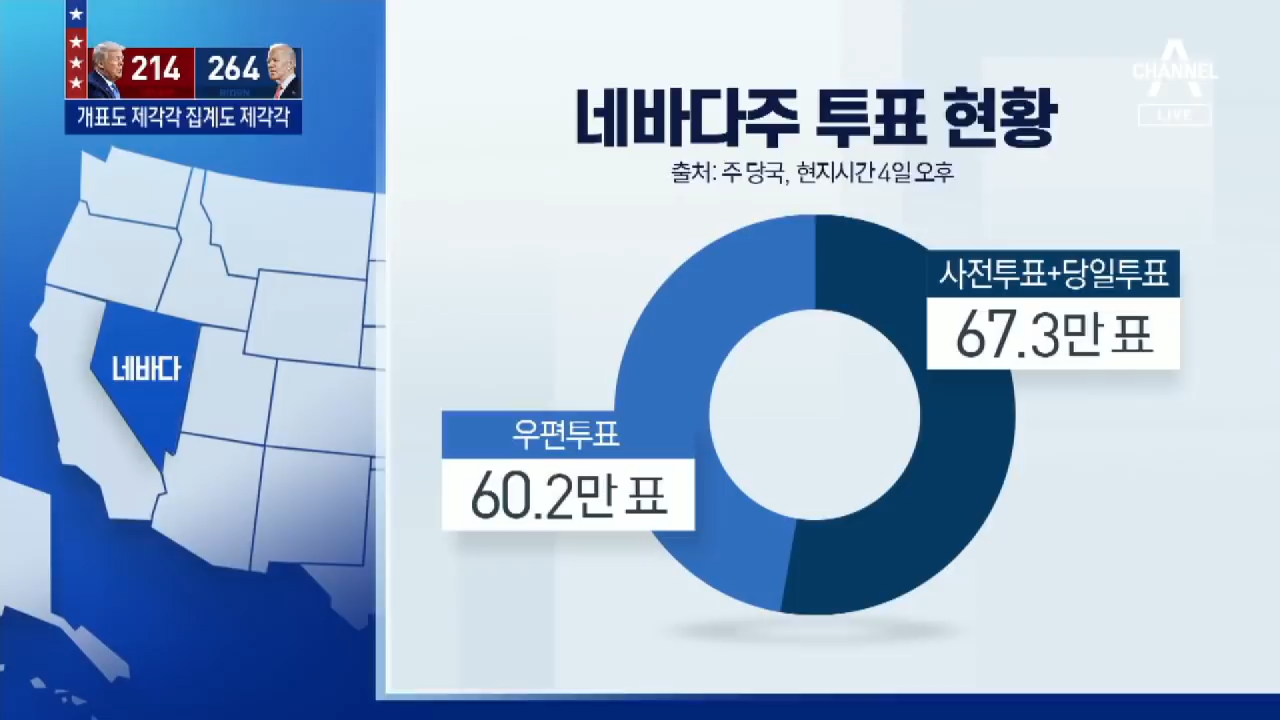 214
264
BIDEN
개표도 제각각 집계도 제각각
CHANNEL
LIVE
네바다주 투표 현황
출처: 주 당국, 현지시간 4일 오후
사전투표+당일투표
67.3만 표
네바다
우편투표
60.2만 표